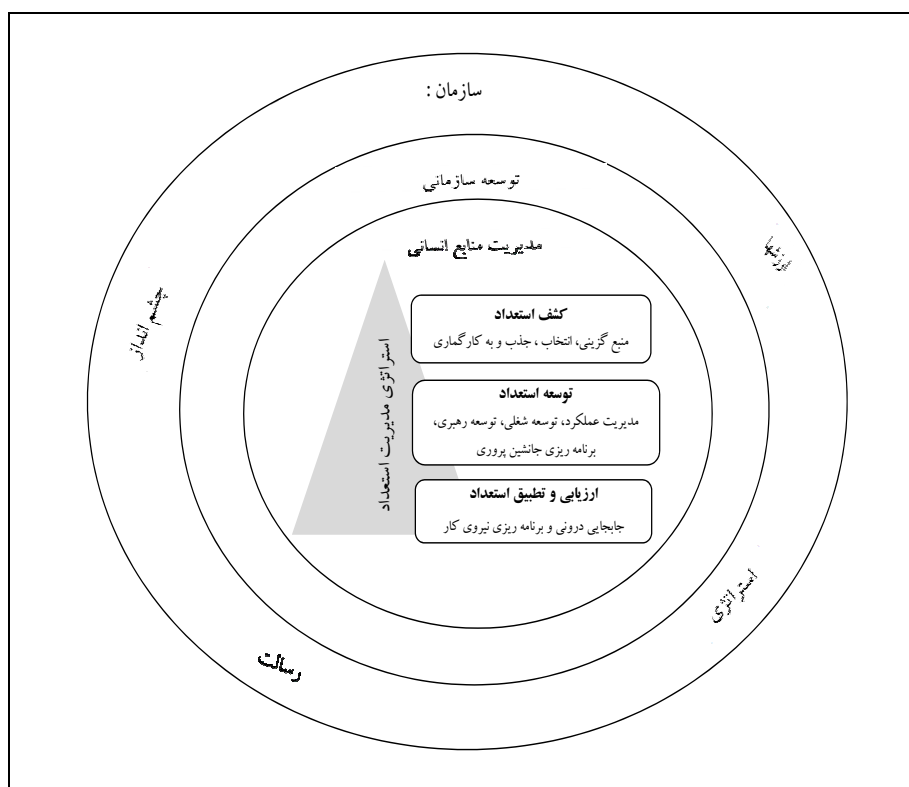 سازمان :
توسعه سازمانی
مدیریت منابع انسانی
چشم انداز
استراتژی مدیریت استعداد
کشف استعداد
منبع گزینی، انتخاب ، جذب و به کارگماری
توسعه استعداد
مدیریت عملکرد، توسعه شغلی، توسعه رهبری،
برنامه ریزی جانشین پروری
ارزیابی و تطبیق استعداد
جابجایی درونی و برنامه ریزی نیروی کار
استراتژی
رسالت